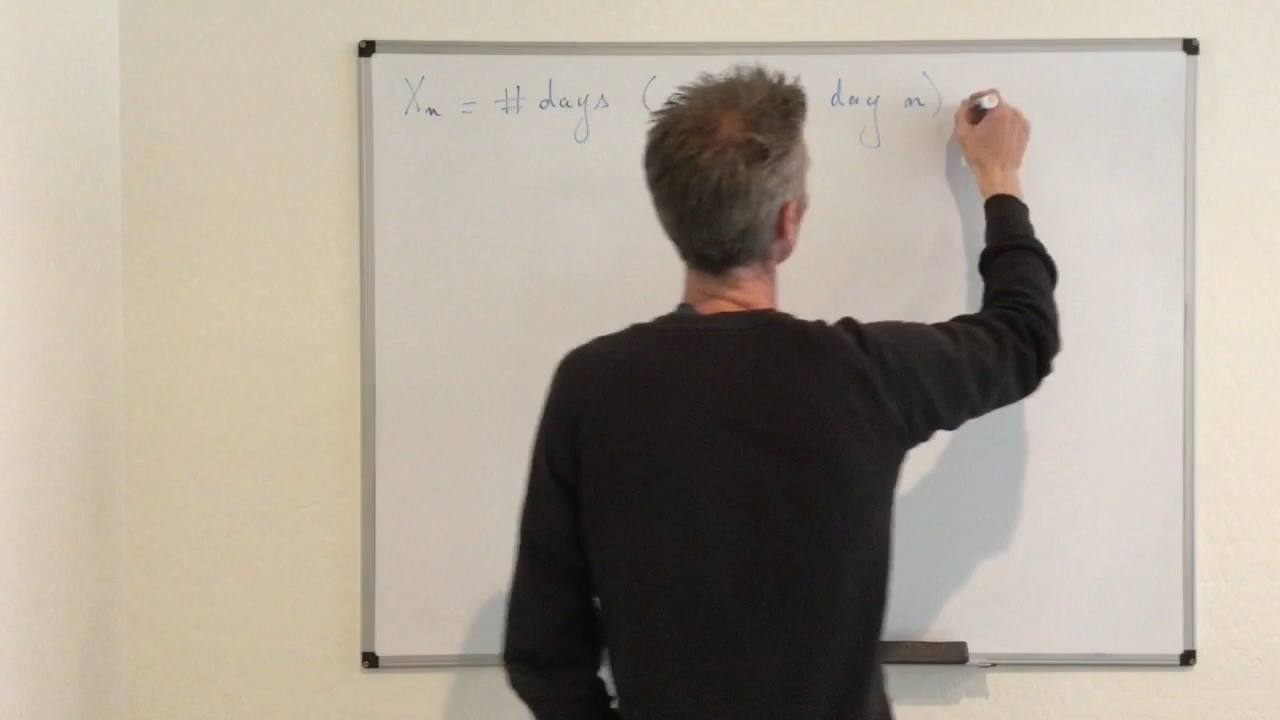 Xn = # days ( day n)